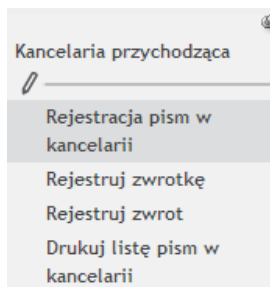 Kancelaria przychodząca
Rejestracja pism w
kancelarii
Rejestruj zwrotkę
Rejestruj zwrot
Drukuj listę pism w
kancelarii